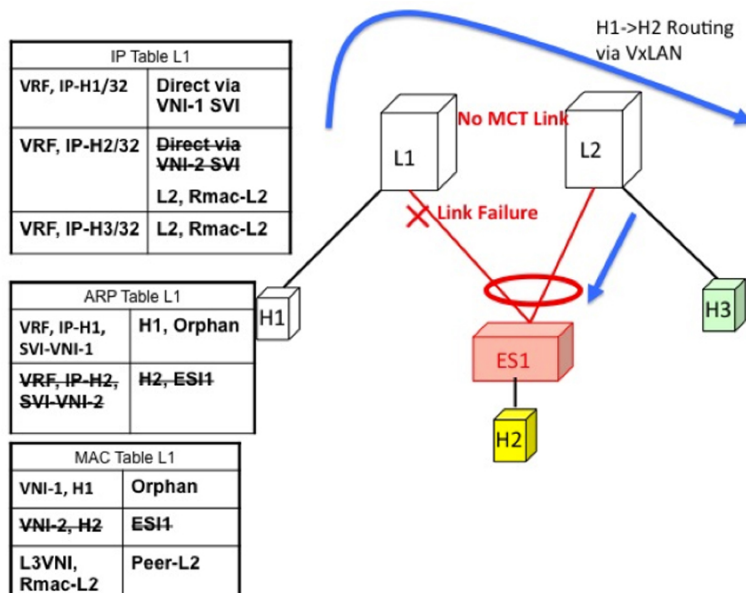 H1->H2 Routing
via VxLAN
IP Table L1
VRF, IP-H1/32
Direct via
VNI-1 SVI
VRF, IP-H2/32
Direct via
VNI-2 SVI
L2, Rmac-L2
VRF, IP-H3/32
L2, Rmac-L2
No MCT Link
L1
L2
Link Failure
ARP Table L1
VRF, IP-H1,
SVI-VNI-1
H1, Orphan
VRF, IP-H2,
SVI-VNI-2
H2, ESI1
H1
H3
ES1
H2
MAC Table L1
VNI-1, H1
Orphan
VNI-2, H2
ESI1
L3VNI,
Rmac-L2
Peer-L2